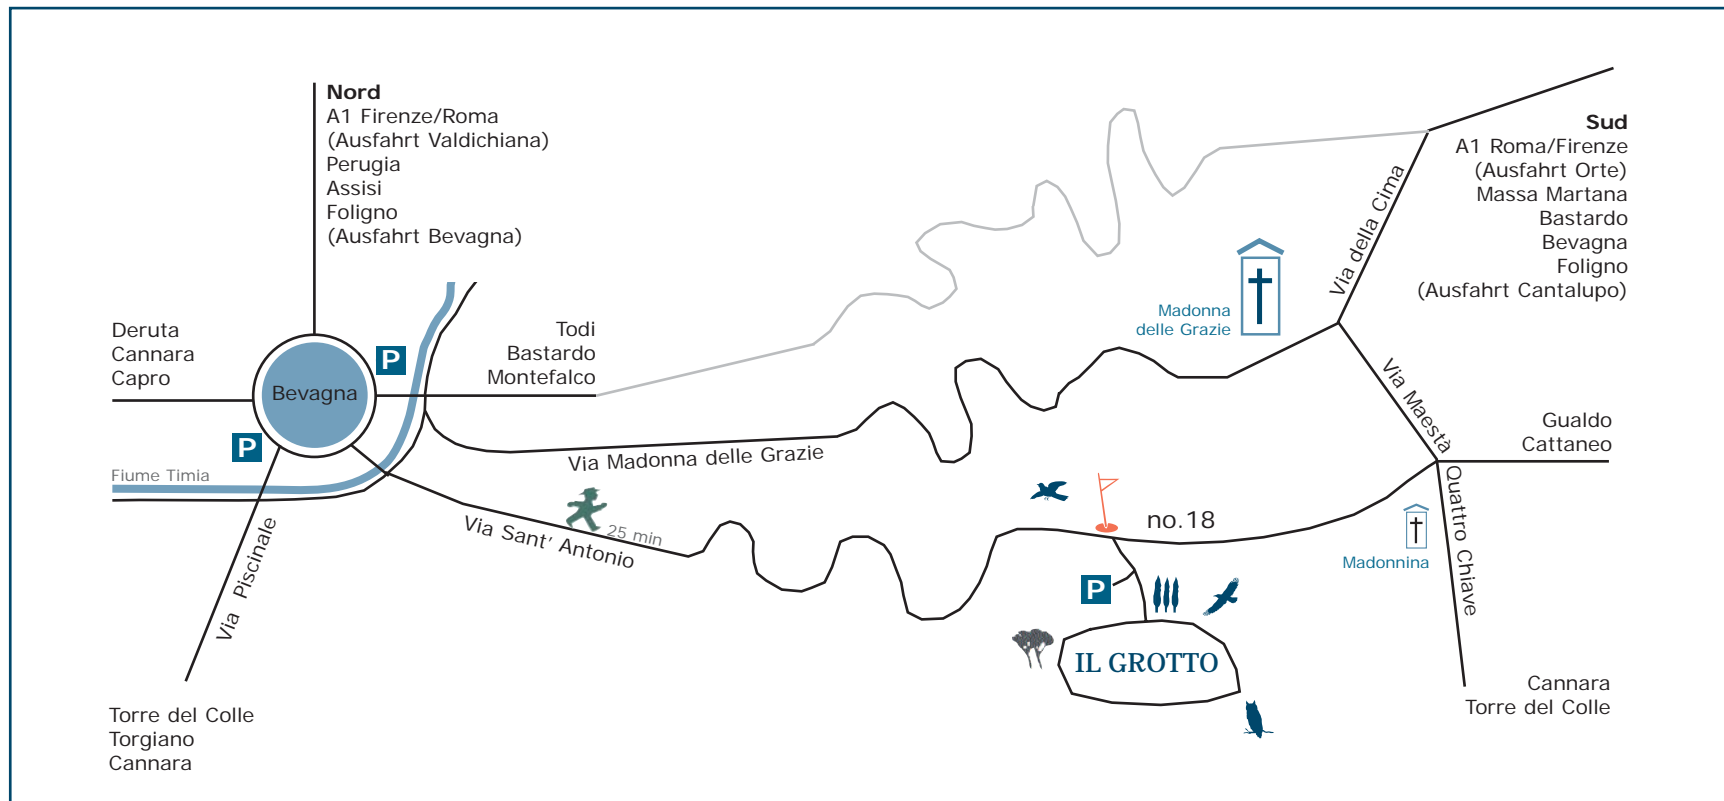 Nord
A1 Firenze/Roma
(Ausfahrt Valdichiana)
Perugia
Assisi
Foligno
(Ausfahrt Bevagna)
Sud
A1 Roma/Firenze
(Ausfahrt Orte)
Massa Martana
Bastardo
Bevagna
Foligno
(Ausfahrt Cantalupo)
Via della Cima
Madonna
delle Grazie
Deruta
Cannara
Capro
Bevagna
P
P
Todi
Bastardo
Montefalco
Via Maestà
Gualdo
Cattaneo
Fiume Timia
Via Madonna delle Grazie
Via Sant' Antonio
25 min
no.18
Quattro Chiave
Madonnina
Via Piscinale
P
IL GROTTO
Cannara
Torre del Colle
Torre del Colle
Torgiano
Cannara